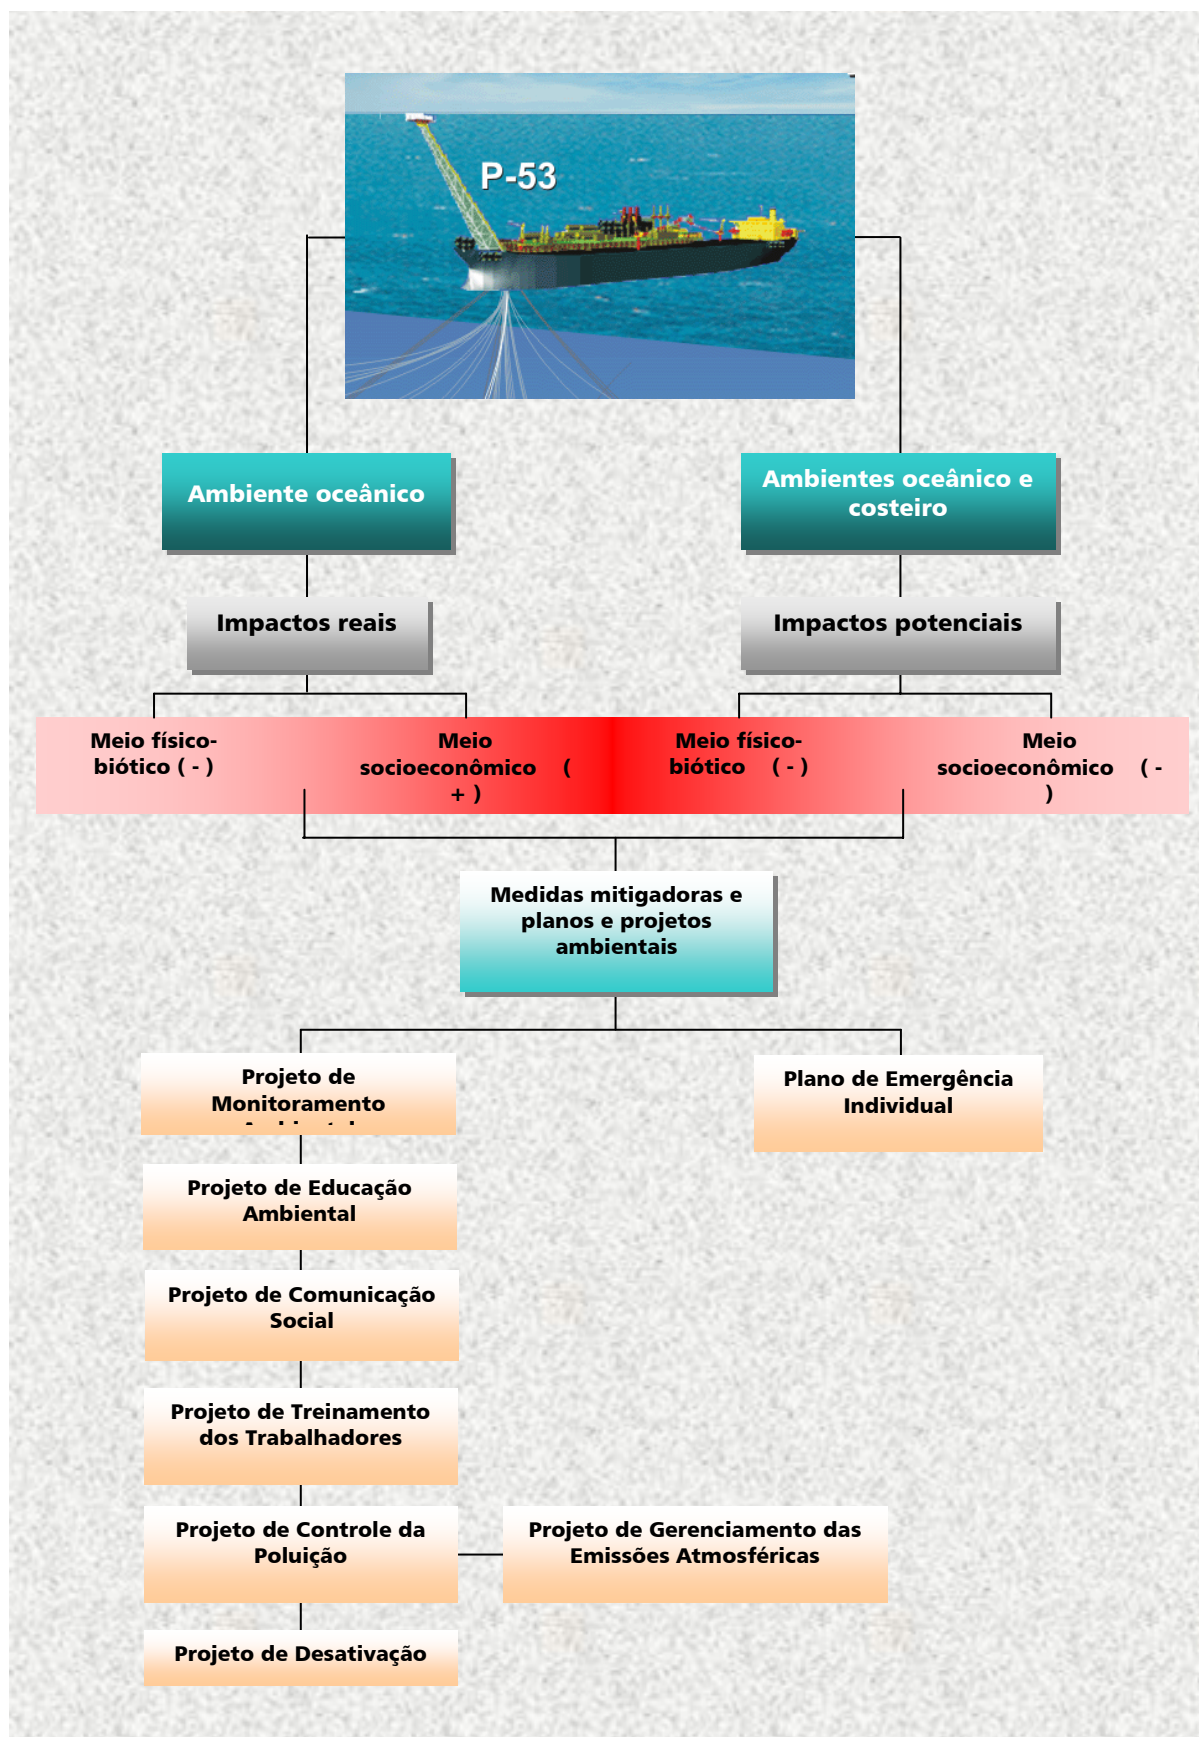 P-53
Ambiente oceânico
Ambientes oceânico e
costeiro
Impactos reais
Impactos potenciais
Meio físico-
biótico ( - )
Meio
socioeconômico (
+ )
Meio físico-
biótico ( - )
Meio
socioeconômico ( -
)
Medidas mitigadoras e
planos e projetos
ambientais
Projeto de
Monitoramento
Plano de Emergência
Individual
Projeto de Educação
Ambiental
Projeto de Comunicação
Social
Projeto de Treinamento
dos Trabalhadores
Projeto de Controle da
Poluição
Projeto de Gerenciamento das
Emissões Atmosféricas
Projeto de Desativação